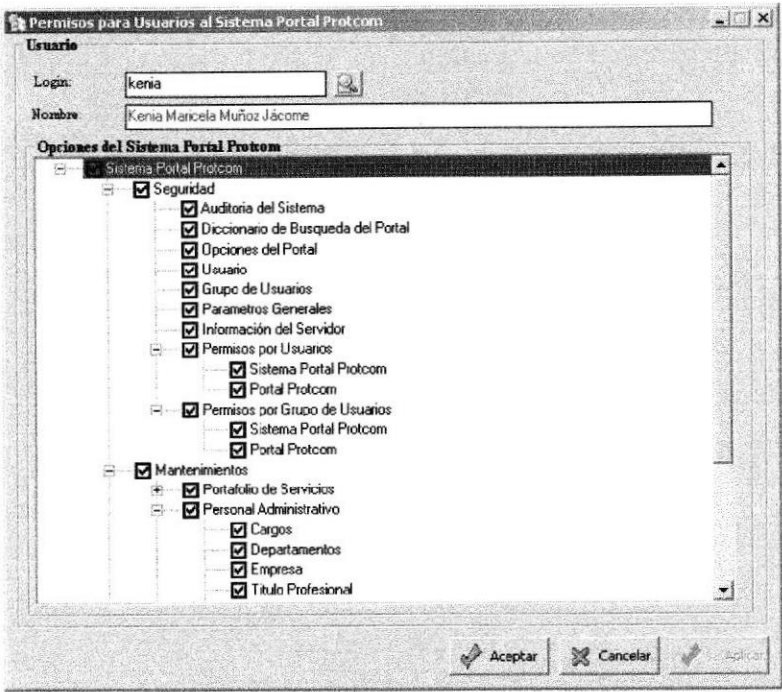 Permisos para Usuarios al Sistema Portal Protcom
Usuario
Login:
kenia
Nombre
Kenia Maricela Muñoz Jácome
Opciones del Sistema Portal Protcom
Sistema Portal Protcom
Seguridad
Auditoria del Sistema
Diccionario de Busqueda del Portal
Opciones del Portal
Usuario
Grupo de Usuarios
Parametros Generales
Información del Servidor
Permisos por Usuarios
Sistema Portal Protcom
Portal Protcom
Permisos por Grupo de Usuarios
Sistema Portal Protcom
Portal Protcom
Mantenimientos
Portafolio de Servicios
Personal Administrativo
Cargos
Departamentos
Empresa
Titulo Profesional
Aceptar
Cancelar
Aplicar